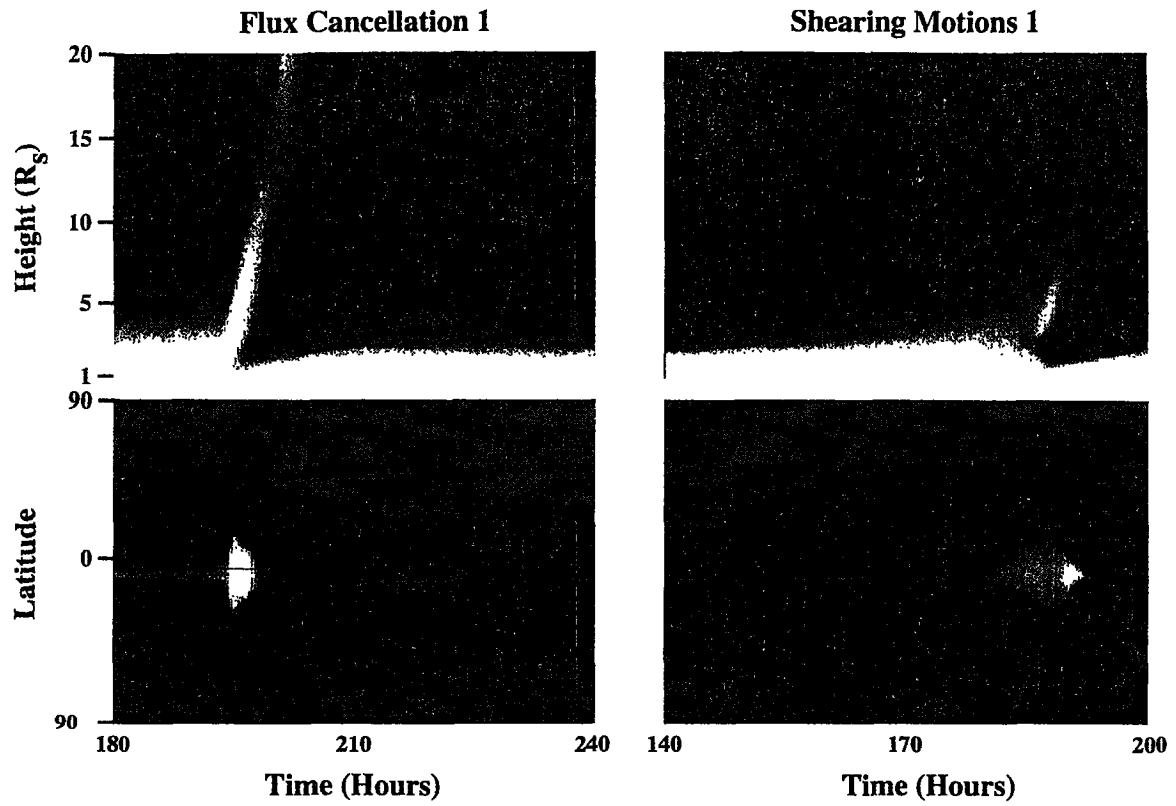 Flux Cancellation 1
Shearing Motions 1
20
15
10
5
1
Height (R_S)
90
0
90
Latitude
180
210
240
140
170
200
Time (Hours)
Time (Hours)